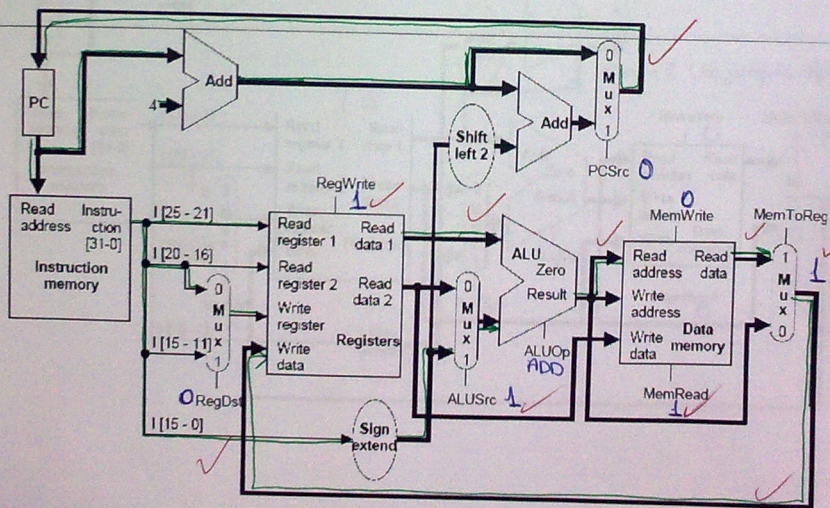 0
M
u
x
1
Add
PC
4
Add
Shift
left 2
PCSrc 0
RegWrite
1
0
MemWrite
MemToReg
Read
address
Instru-
ction
[31-0]
Instruction
memory
I [25 - 21]
I [20 - 16]
I [15 - 11]
I [15 - 0]
0
M
u
x
1
0 RegDst
Read
register 1
Read
data 1
Read
register 2
Read
data 2
Write
register
Write
data
Registers
Sign
extend
0
M
u
x
1
ALUSrc 1
ALU
Zero
Result
ALUOp
ADD
Read
address
Read
data
Write
address
Write
data
Data
memory
MemRead
1
1
M
u
x
0
1